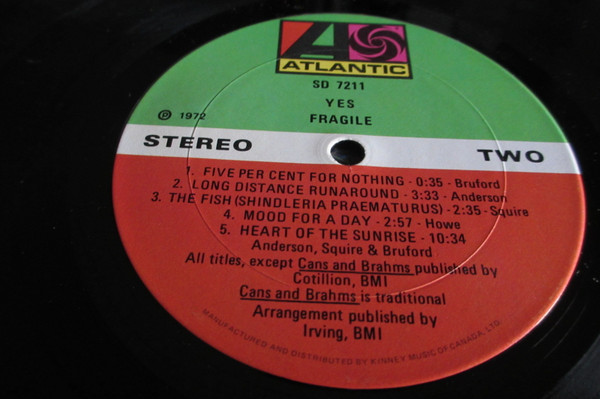 ATLANTIC
SD 7211
YES
FRAGILE
℗ 1972
STEREO TWO
1. FIVE PER CENT FOR NOTHING - 0:35 - Bruford
2. LONG DISTANCE RUNAROUND - 3:33 - Anderson
3. THE FISH (SHINDLERIA PRAEMATURUS) - 2:35 - Squire
4. MOOD FOR A DAY - 2:57 - Howe
5. HEART OF THE SUNRISE - 10:34
Anderson, Squire & Bruford
All titles, except Cans and Brahms published by
Cotillion, BMI
Cans and Brahms is traditional
Arrangement published by
Irving, BMI
MANUFACTURED AND DISTRIBUTED BY KINNEY MUSIC OF CANADA, LTD.